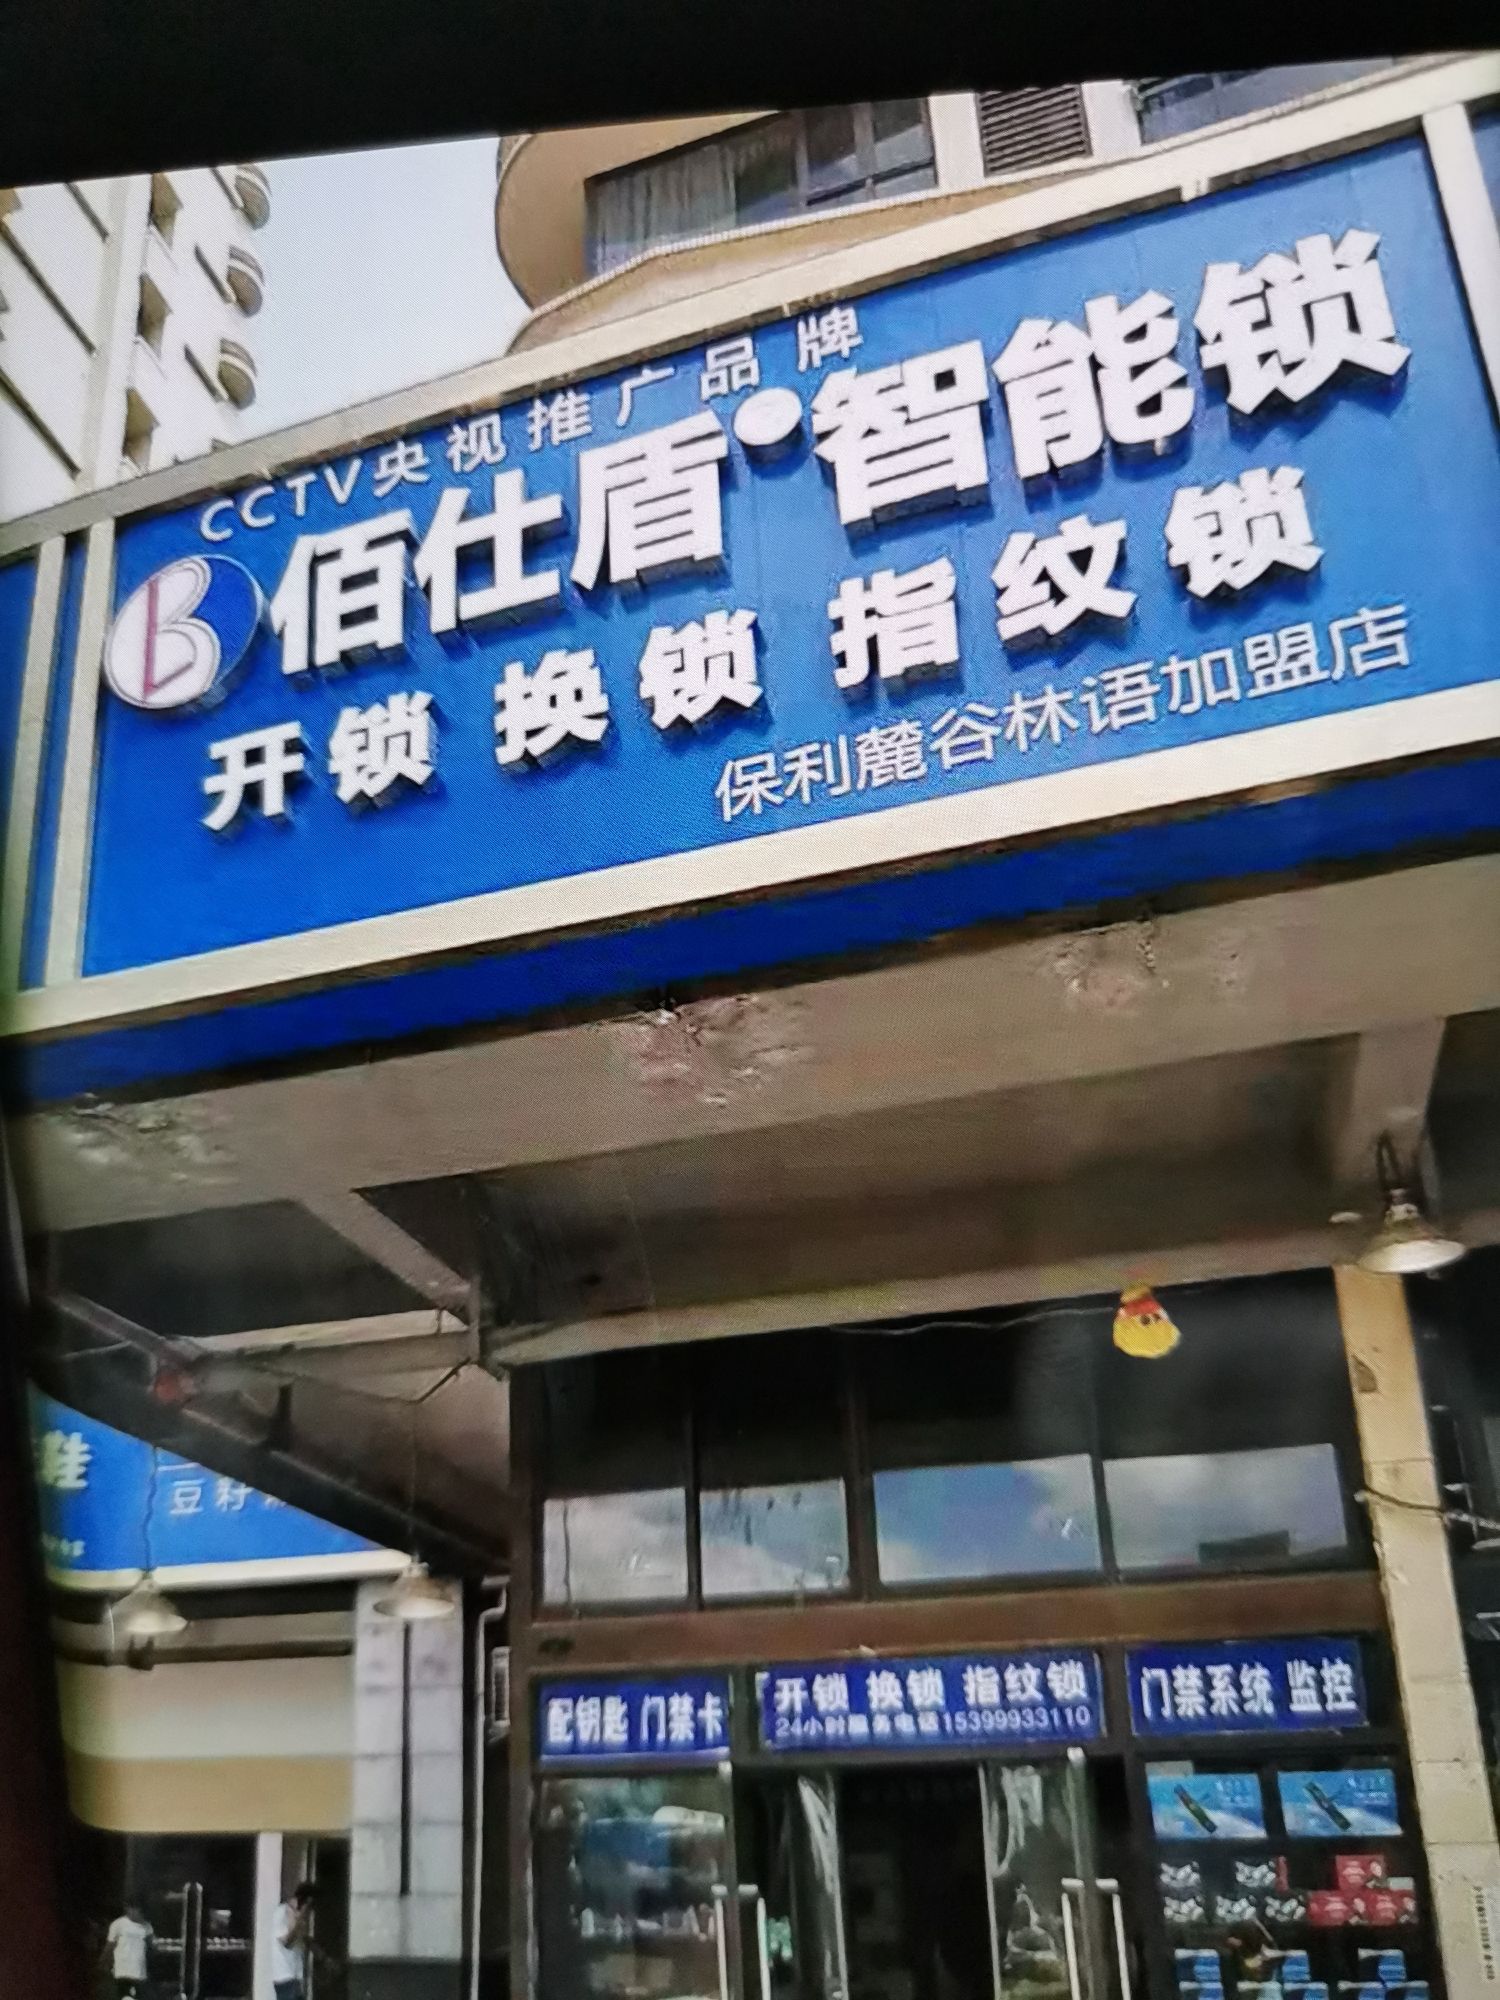 CCTV央视推广品牌
佰仕盾·智能锁
开锁 换锁 指纹锁
保利麓谷林语加盟店
鞋
豆籽
配钥匙 门禁卡
开锁 换锁 指纹锁
24小时服务电话15399933110
门禁系统 监控